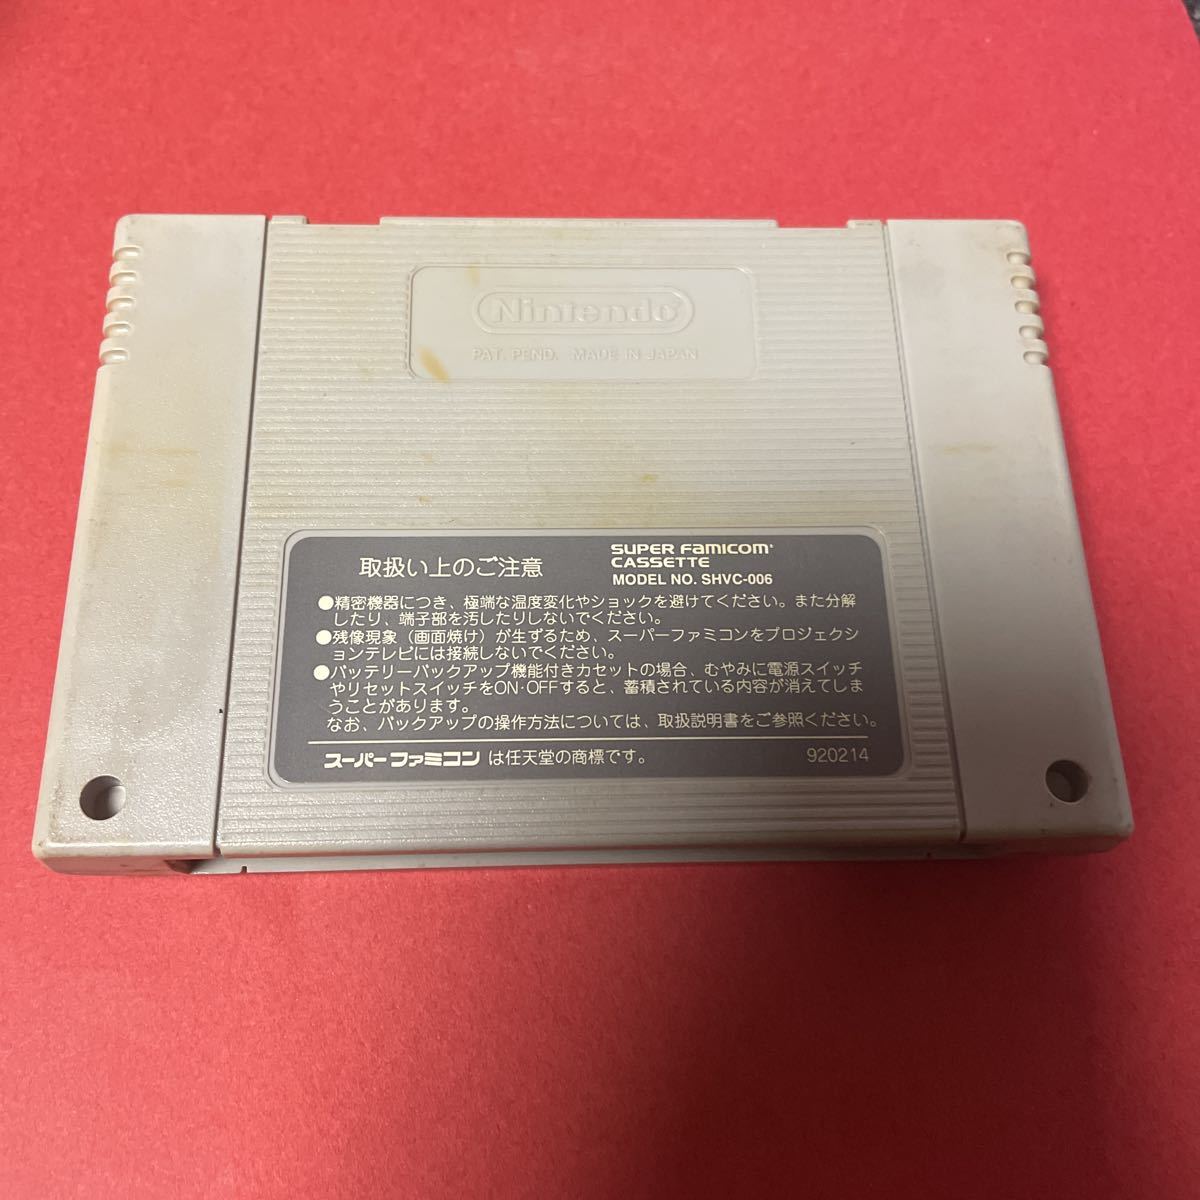 Nintendo
PAT. PEND. MADE IN JAPAN
取扱い上のご注意
SUPER FAMICOM
CASSETTE
MODEL NO. SHVC-006
●精密機器につき、極端な温度変化やショックを避けてください。また分解
したり、端子部を汚したりしないでください。
●残像現象（画面焼け）が生ずるため、スーパーファミコンをプロジェクシ
ョンテレビには接続しないでください。
●バッテリーバックアップ機能付きカセットの場合、むやみに電源スイッチ
やリセットスイッチをON・OFFすると、蓄積されている内容が消えてしま
うことがあります。
なお、バックアップの操作方法については、取扱説明書をご参照ください。
スーパーファミコン は任天堂の商標です。
920214